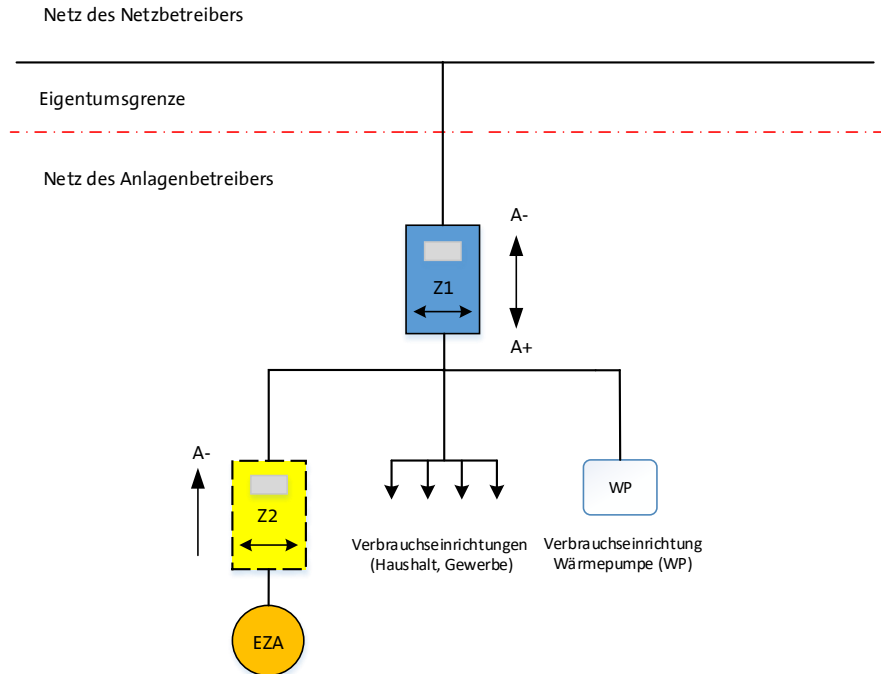 Netz des Netzbetreibers
Eigentumsgrenze
Netz des Anlagenbetreibers
A-
Z1
A+
A-
Z2
WP
Verbrauchseinrichtungen
(Haushalt, Gewerbe)
Verbrauchseinrichtung
Wärmepumpe (WP)
EZA